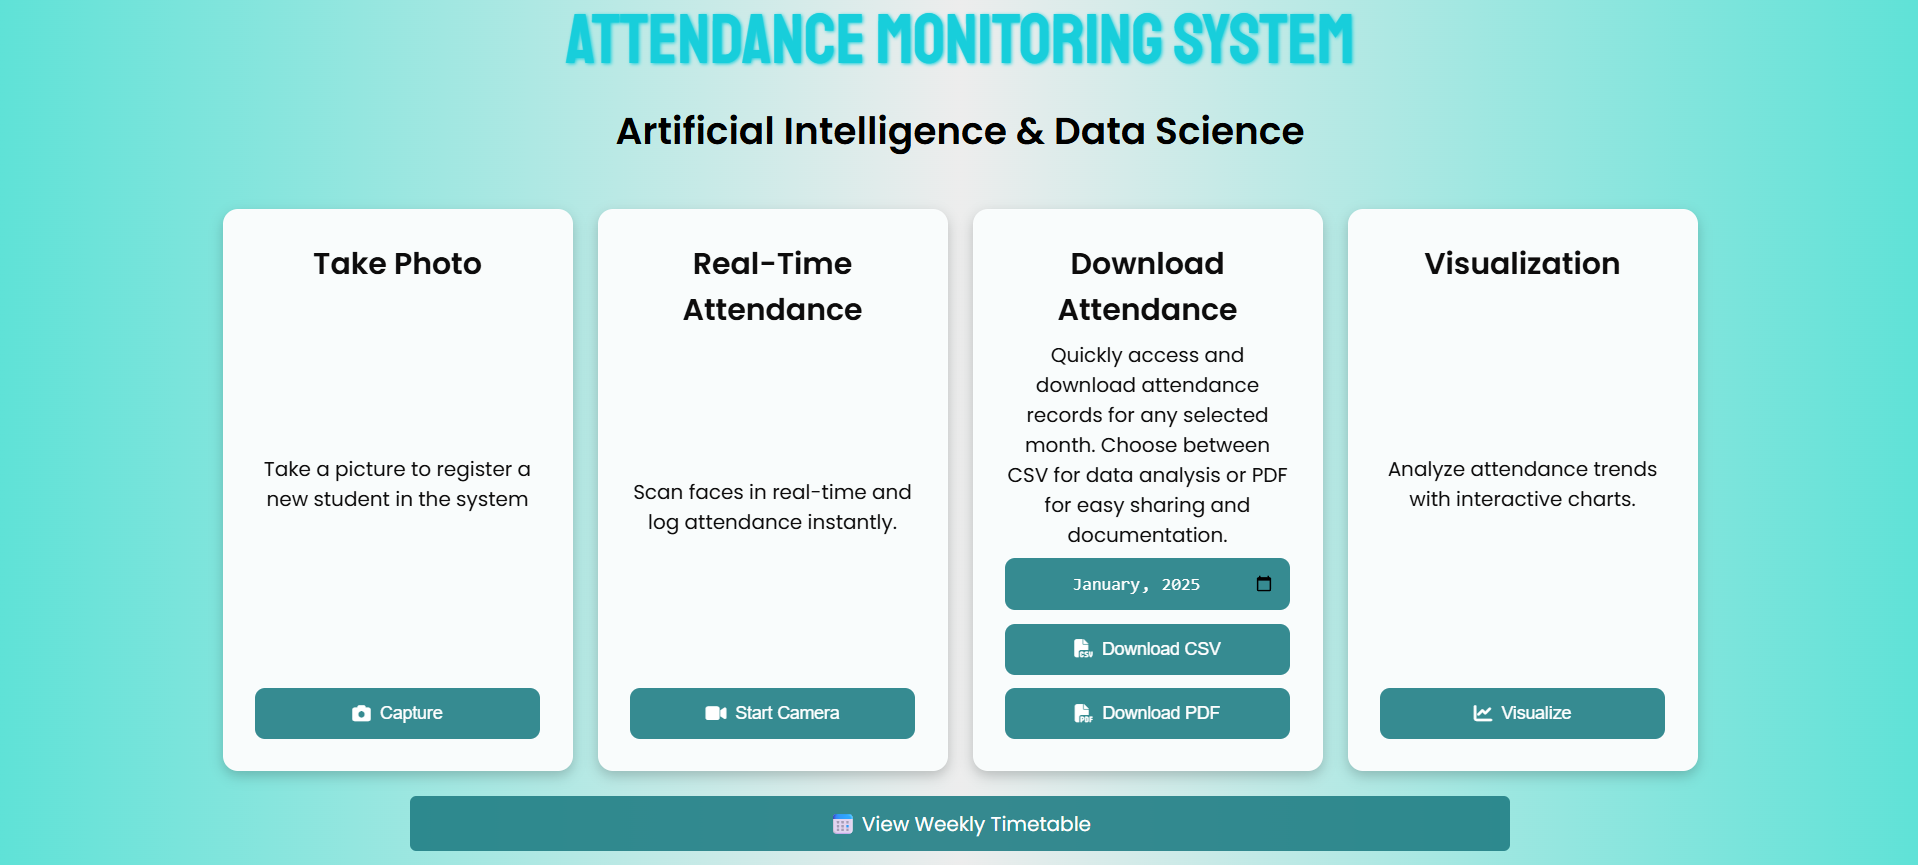 ATTENDANCE MONITORING SYSTEM
Artificial Intelligence & Data Science
Take Photo
Take a picture to register a
new student in the system
Capture
Real-Time
Attendance
Scan faces in real-time and
log attendance instantly.
Start Camera
Download
Attendance
Quickly access and
download attendance
records for any selected
month. Choose between
CSV for data analysis or PDF
for easy sharing and
documentation.
January, 2025
CSV Download CSV
PDF Download PDF
Visualization
Analyze attendance trends
with interactive charts.
Visualize
View Weekly Timetable